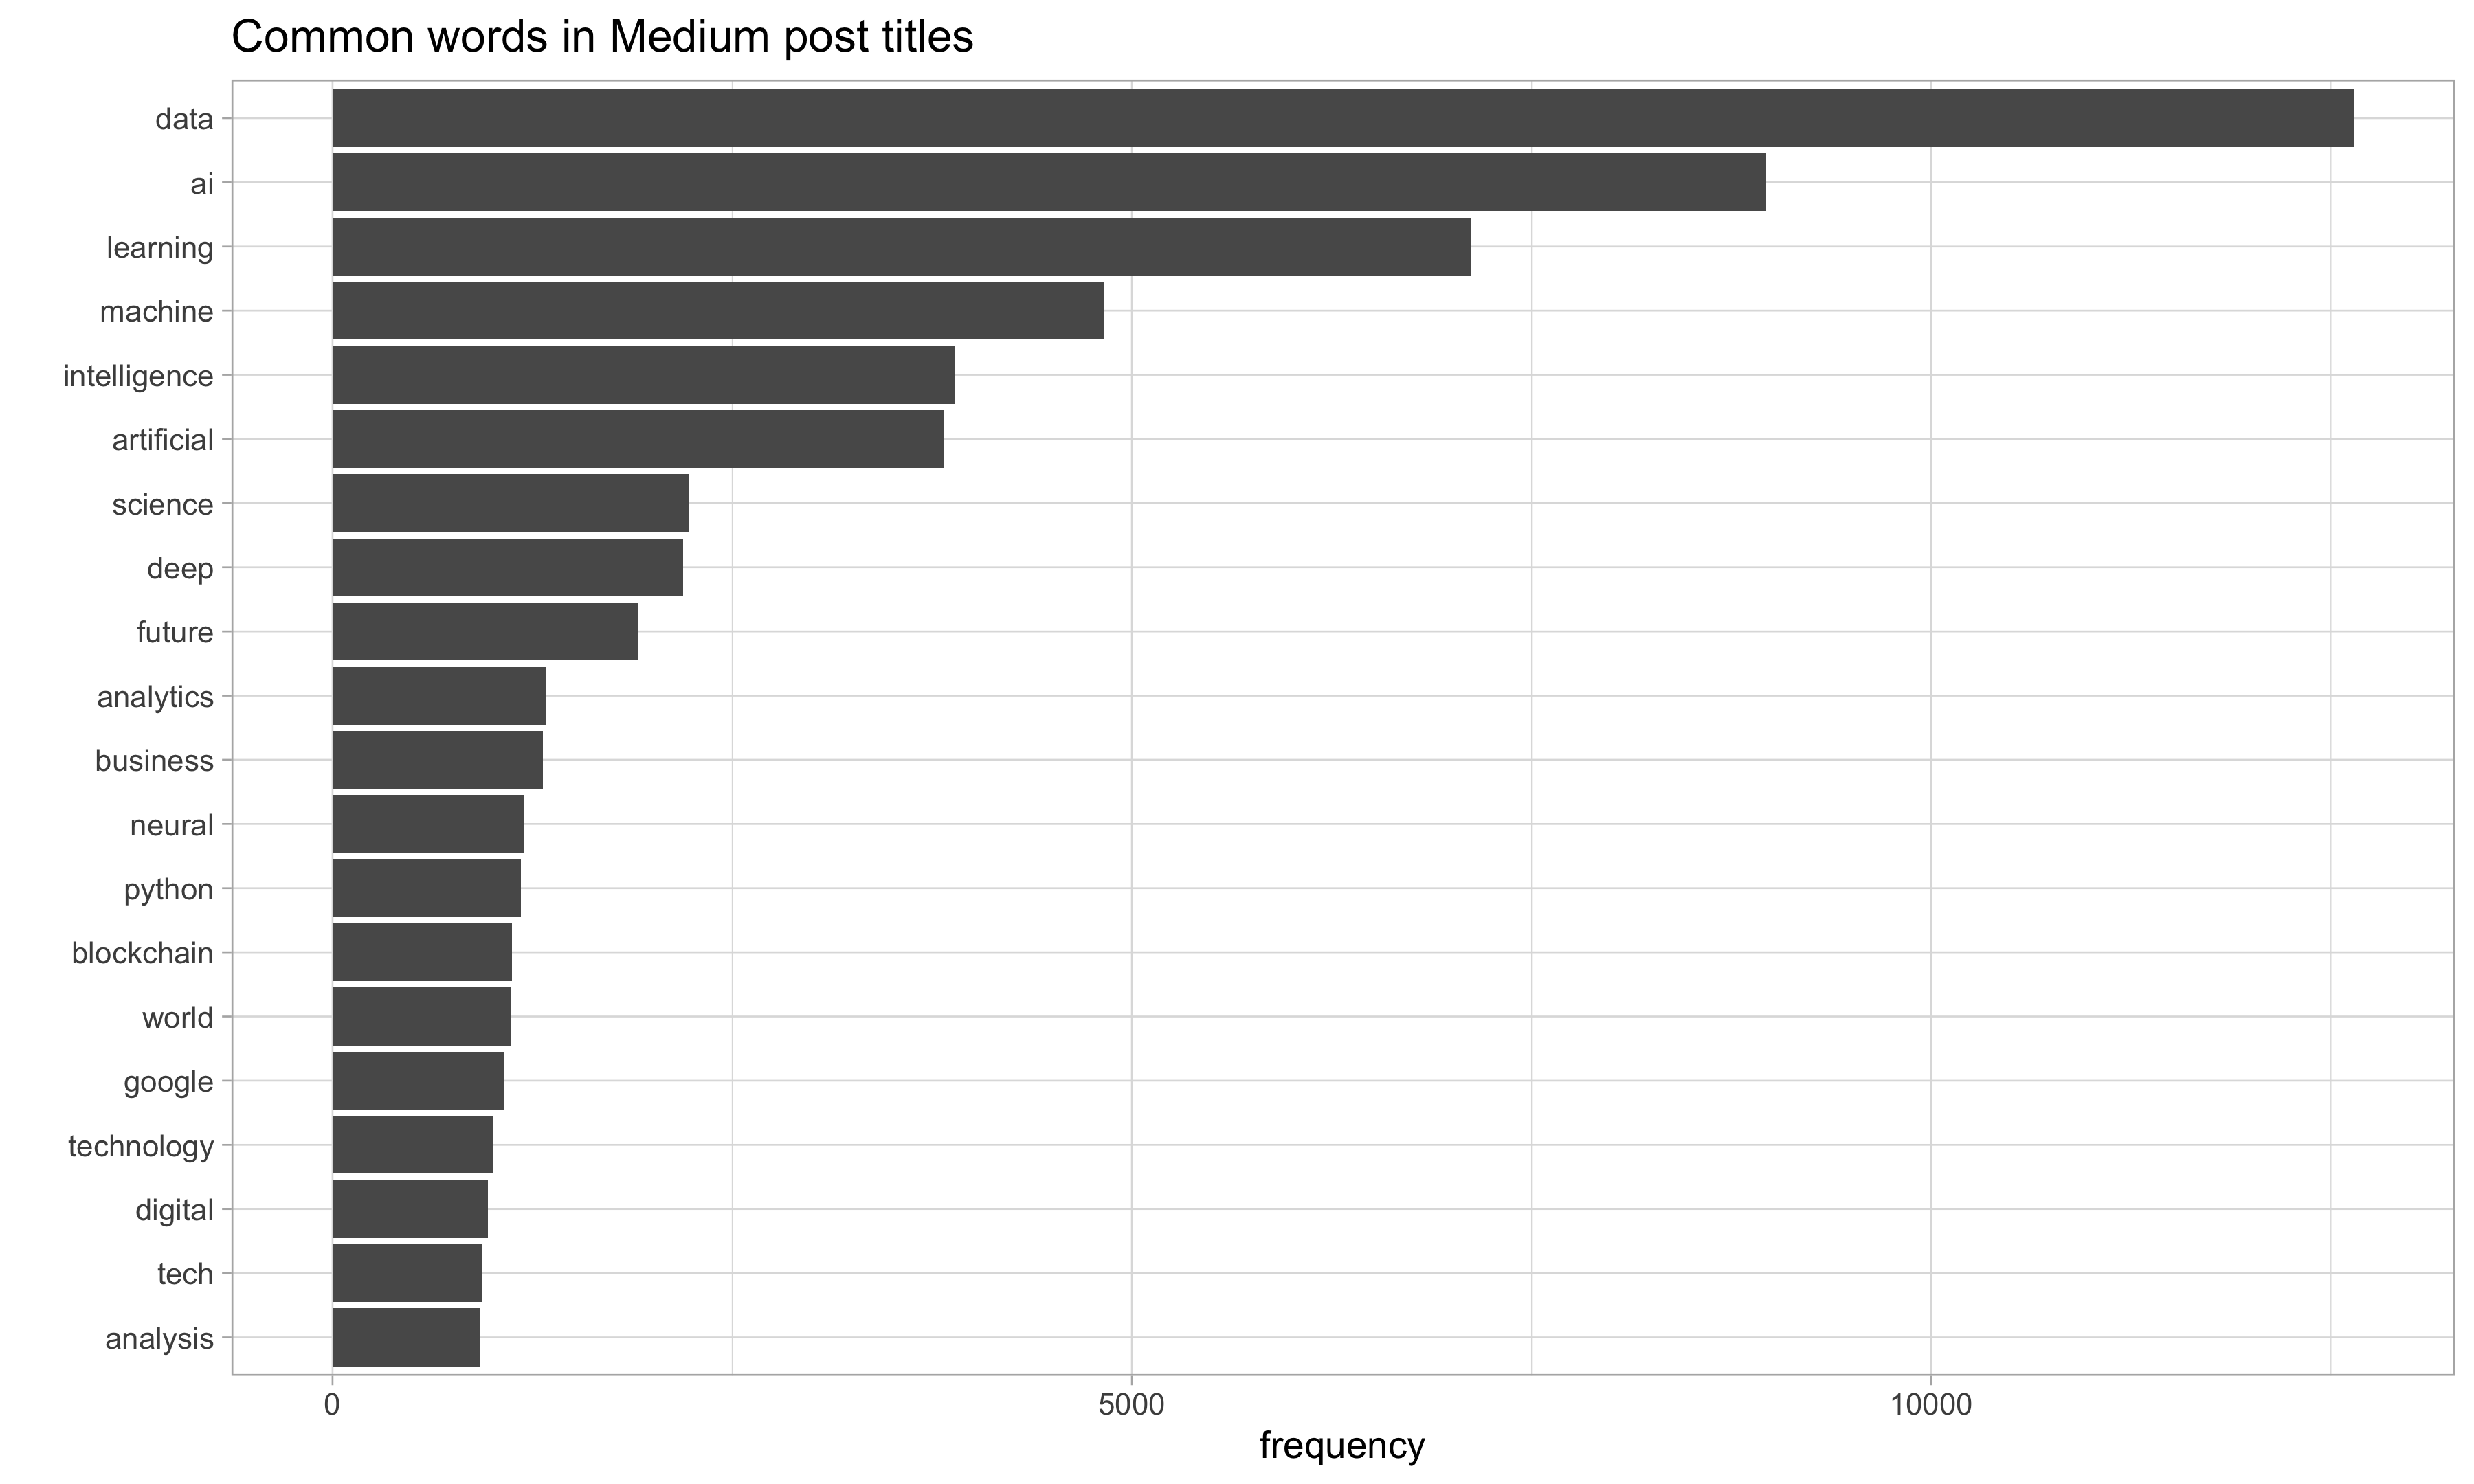 Common words in Medium post titles
data
ai
learning
machine
intelligence
artificial
science
deep
future
analytics
business
neural
python
blockchain
world
google
technology
digital
tech
analysis
0 5000 10000
frequency